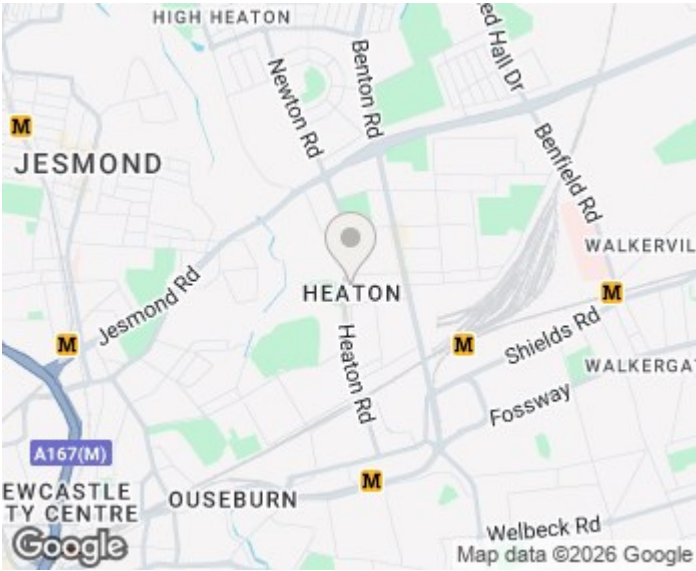 HIGH HEATON
Newton Rd
Benton Rd
ed Hall Dr
M
JESMOND
Benfield Rd
WALKERVIL
Jesmond Rd
HEATON
M
M
M
Heaton Rd
Shields Rd
WALKERGA
Fossway
A167(M)
M
EWCASTLE
TY CENTRE
OUSEBURN
Welbeck Rd
Google
Map data ©2026 Google